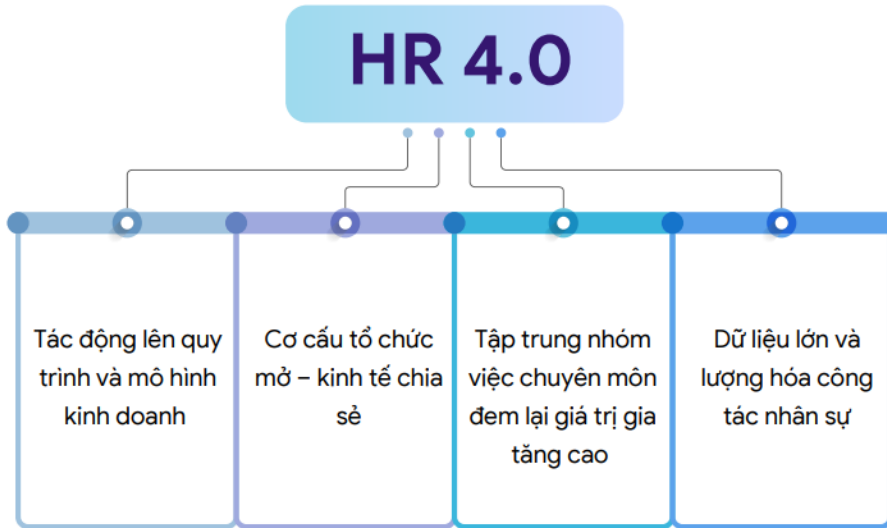 HR 4.0
Tác động lên quy
trình và mô hình
kinh doanh
Cơ cấu tổ chức
mở – kinh tế chia
sẻ
Tập trung nhóm
việc chuyên môn
đem lại giá trị gia
tăng cao
Dữ liệu lớn và
lượng hóa công
tác nhân sự